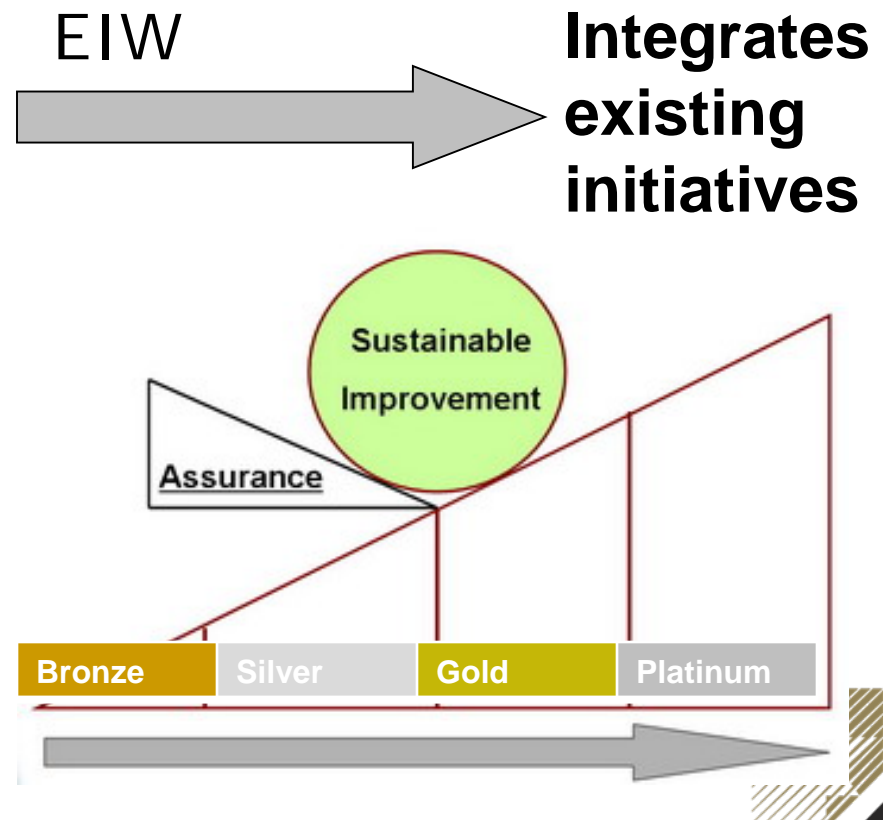 EIW
Integrates
existing
initiatives
Sustainable
Improvement
Assurance
Bronze Silver Gold Platinum